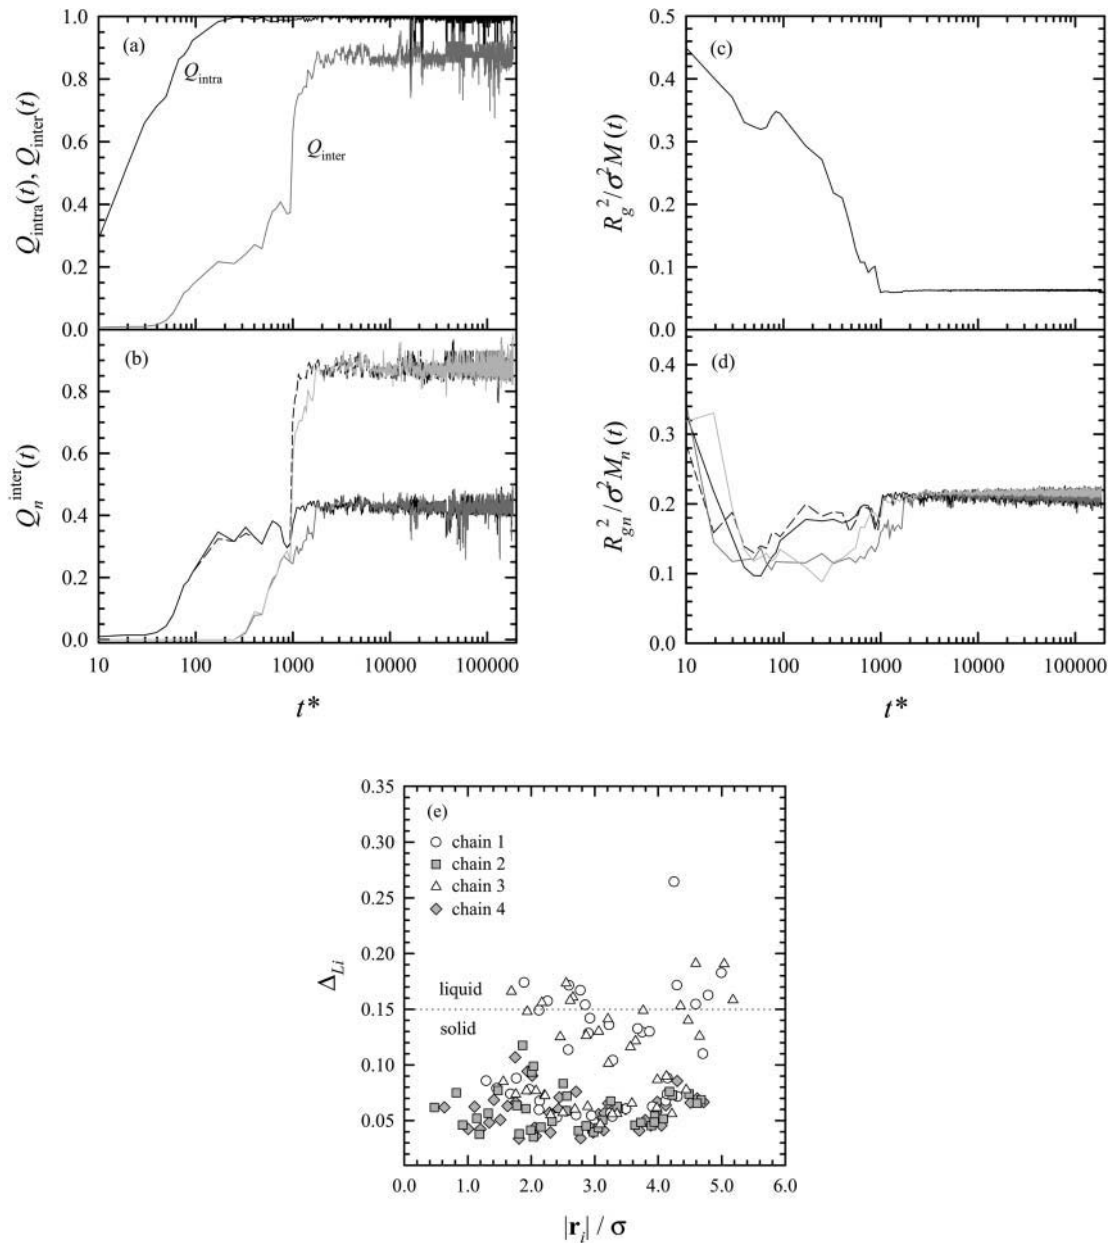 (a)
Q_intra
Q_inter
Q_intra(t), Q_inter(t)
1.0
0.8
0.6
0.4
0.2
0.0
(b)
Q_n^inter(t)
0.8
0.6
0.4
0.2
0.0
10 100 1000 10000 100000
t*
(c)
R_g^2/σ^2M(t)
0.5
0.4
0.3
0.2
0.1
0.0
(d)
R_gn^2/σ^2M_n(t)
0.4
0.3
0.2
0.1
0.0
10 100 1000 10000 100000
t*
(e)
chain 1
chain 2
chain 3
chain 4
liquid
solid
Δ_Li
0.35
0.30
0.25
0.20
0.15
0.10
0.05
0.0 1.0 2.0 3.0 4.0 5.0 6.0
|r_i| / σ